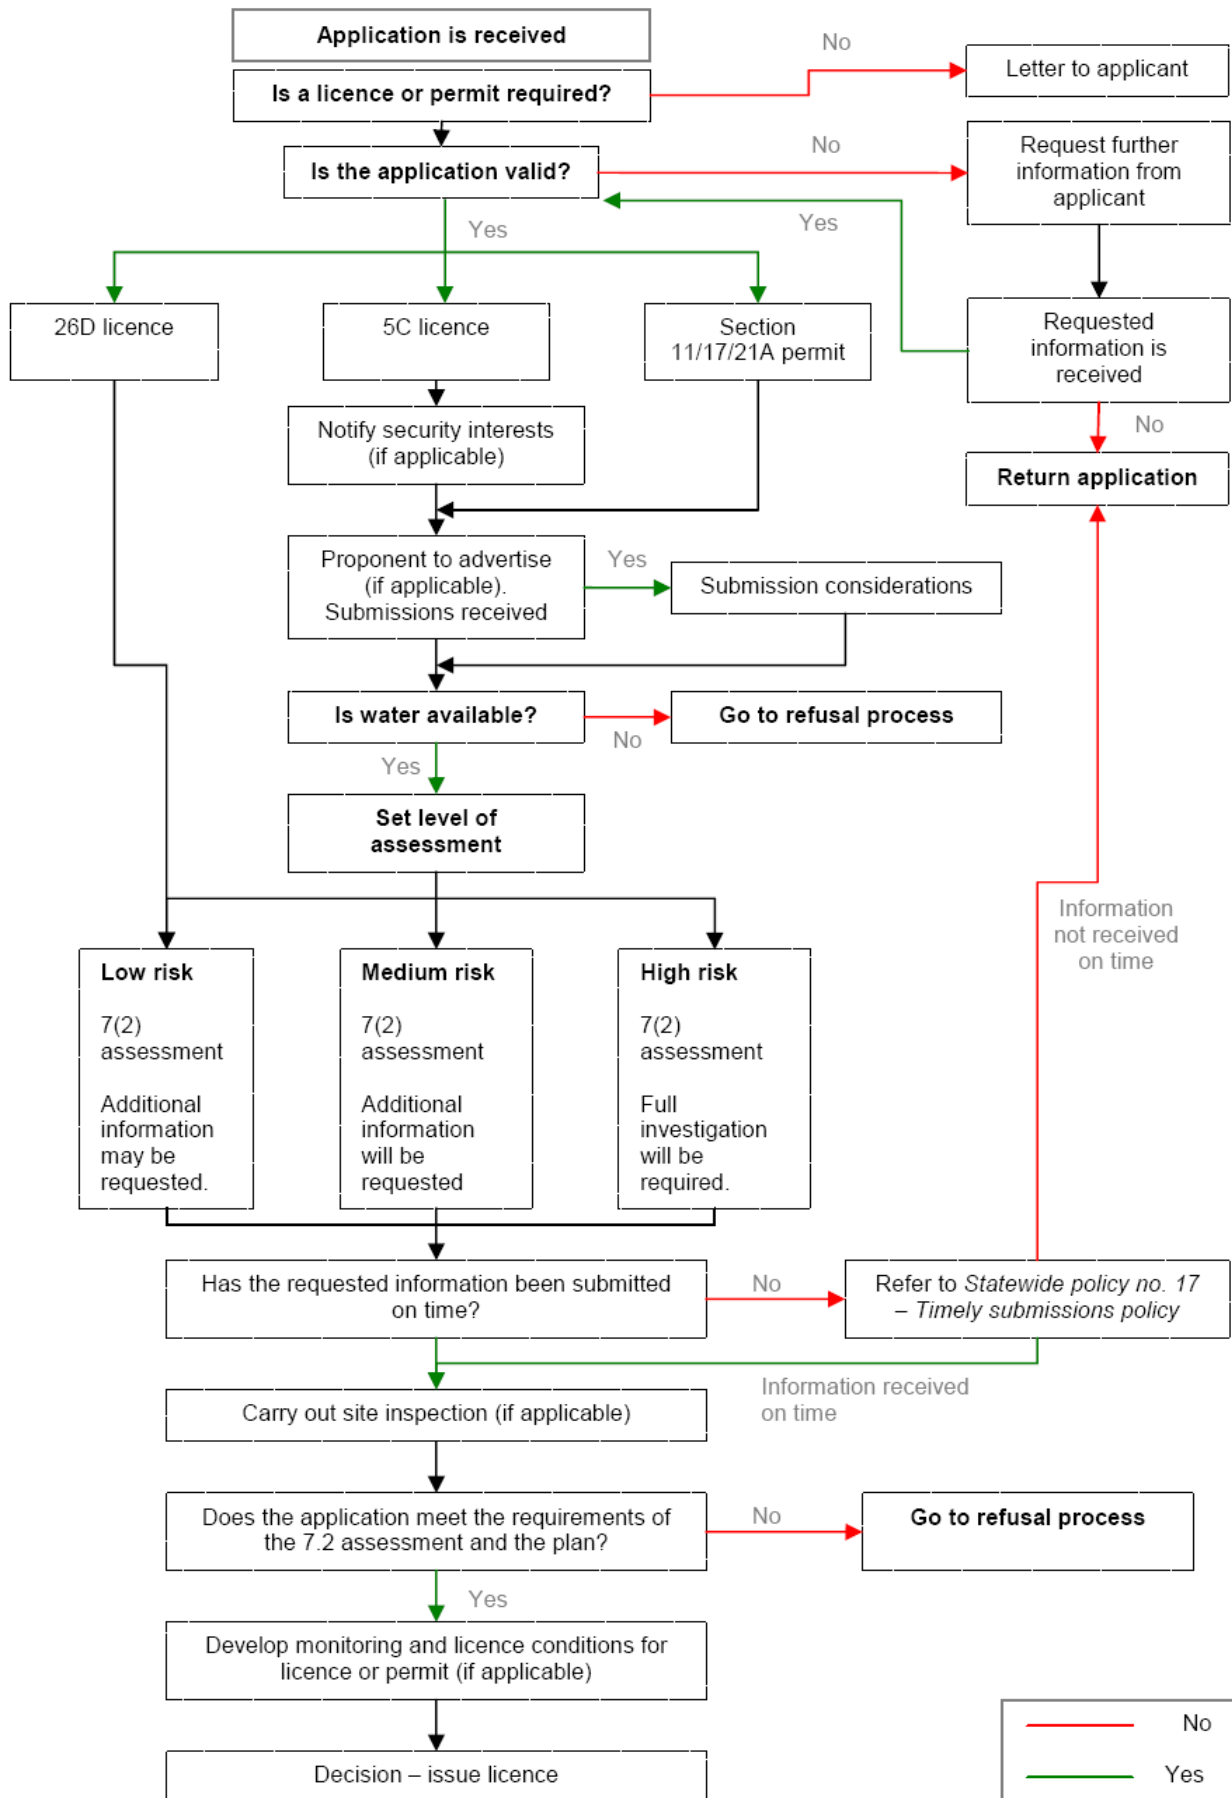 Application is received
No
Letter to applicant
Is a licence or permit required?
Is the application valid?
No
Request further
information from
applicant
Yes
Yes
26D licence
5C licence
Section
11/17/21A permit
Requested
information is
received
Notify security interests
(if applicable)
No
Return application
Proponent to advertise
(if applicable).
Submissions received
Yes
Submission considerations
Is water available?
No
Go to refusal process
Yes
Set level of
assessment
Information
not received
on time
Low risk
7(2)
assessment
Additional
information
may be
requested.
Medium risk
7(2)
assessment
Additional
information
will be
requested
High risk
7(2)
assessment
Full
investigation
will be
required.
Has the requested information been submitted
on time?
No
Refer to Statewide policy no. 17
– Timely submissions policy
Information received
on time
Carry out site inspection (if applicable)
Does the application meet the requirements of
the 7.2 assessment and the plan?
No
Go to refusal process
Yes
Develop monitoring and licence conditions for
licence or permit (if applicable)
Decision – issue licence
No
Yes